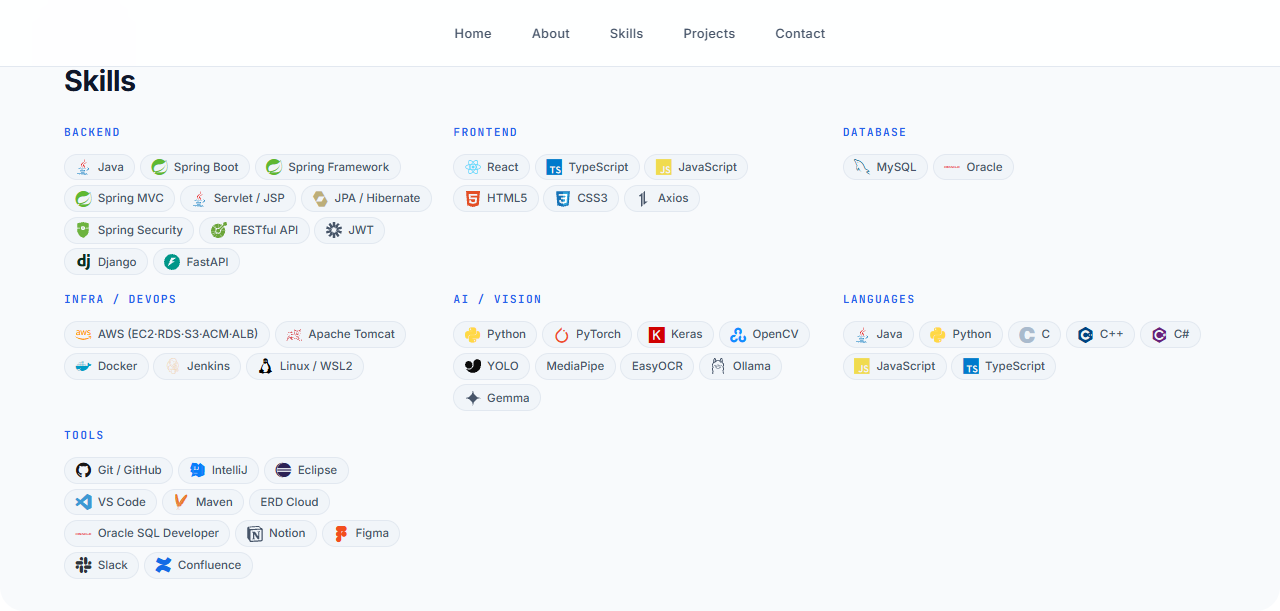 Home About Skills Projects Contact
Skills
BACKEND
Java Spring Boot Spring Framework
Spring MVC Servlet / JSP JPA / Hibernate
Spring Security RESTful API JWT
Django FastAPI
FRONTEND
React TypeScript JavaScript
HTML5 CSS3 Axios
DATABASE
MySQL Oracle
INFRA / DEVOPS
AWS (EC2·RDS·S3·ACM·ALB) Apache Tomcat
Docker Jenkins Linux / WSL2
AI / VISION
Python PyTorch Keras OpenCV
YOLO MediaPipe EasyOCR Ollama
Gemma
LANGUAGES
Java Python C C++ C#
JavaScript TypeScript
TOOLS
Git / GitHub IntelliJ Eclipse
VS Code Maven ERD Cloud
Oracle SQL Developer Notion Figma
Slack Confluence